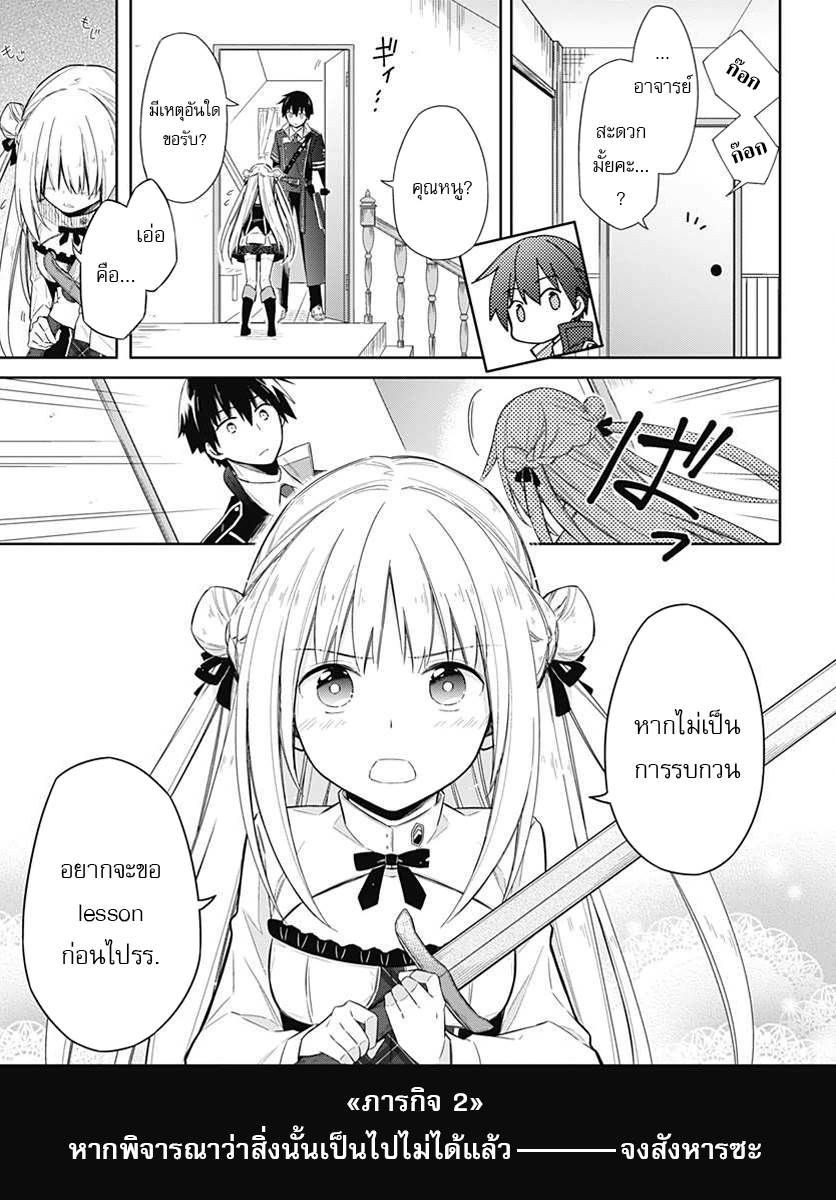 ก๊อก
ก๊อก
...
อาจารย์
สะดวก
มั้ยคะ...
?
ギィ...
คุณหนู?
มีเหตุอันใด
ขอรับ?
もじ
もじ
เอ่อ
คือ...
ばっ
หากไม่เป็น
การรบกวน
อยากจะขอ
lesson
ก่อนไปรร.
«ภารกิจ 2»
หากพิจารณาว่าสิ่งนั้นเป็นไปไม่ได้แล้ว———จงสังหารซะ